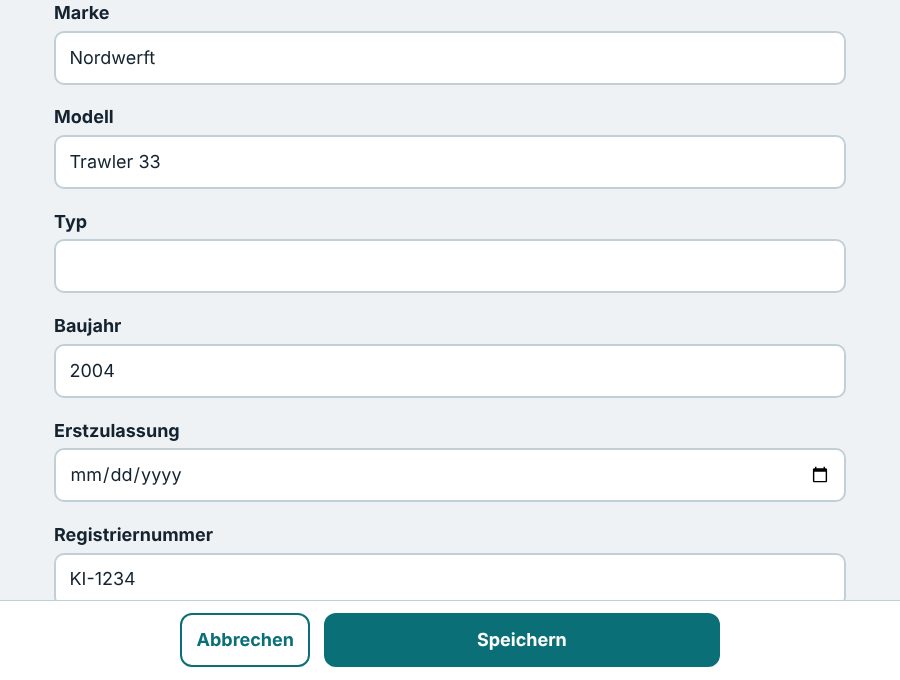 Marke
Nordwerft
Modell
Trawler 33
Typ
Baujahr
2004
Erstzulassung
mm/dd/yyyy
Registriernummer
KI-1234
Abbrechen
Speichern